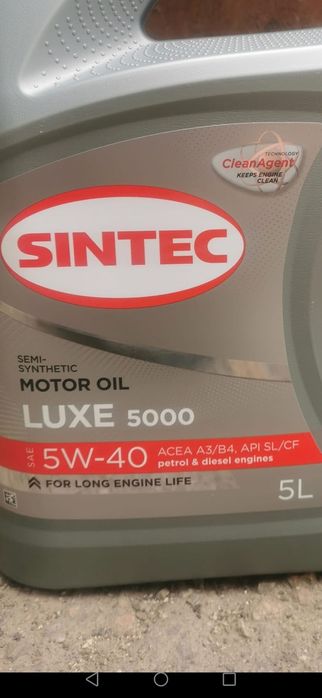 TECHNOLOGY
CleanAgent
KEEPS ENGINE
CLEAN
SINTEC
SEMI-
SYNTHETIC
MOTOR OIL
LUXE 5000
SAE 5W-40 ACEA A3/B4, API SL/CF
petrol & diesel engines
FOR LONG ENGINE LIFE
5L